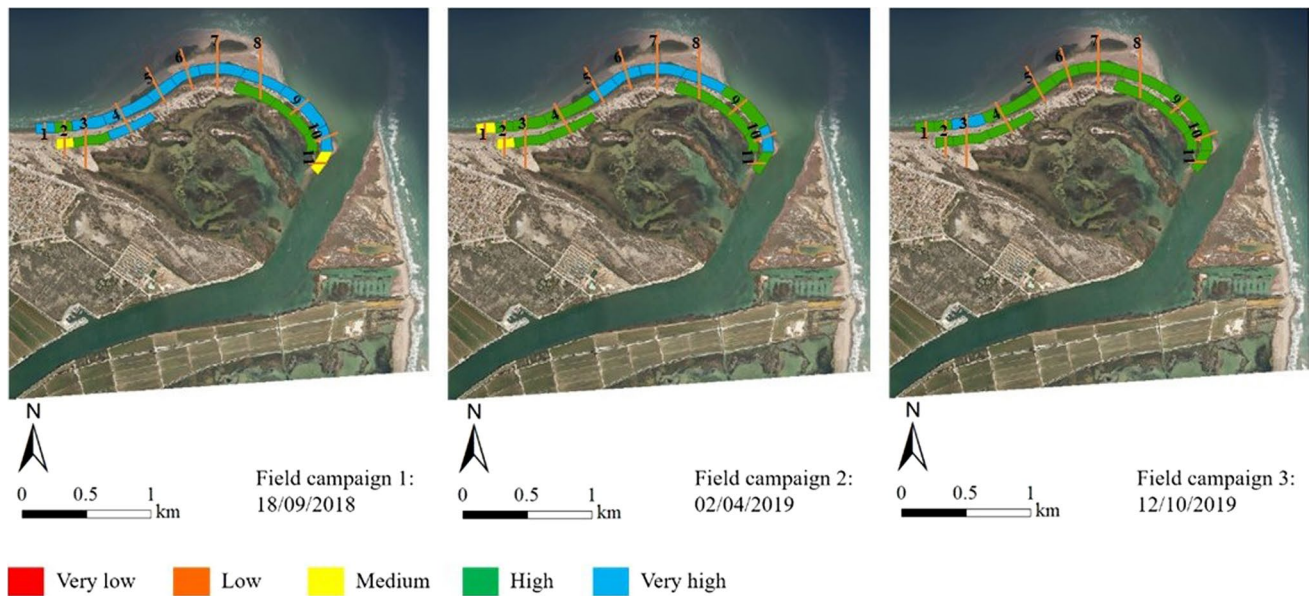 1 2 3 4 5 6 7 8 9 10 11
1 2 3 4 5 6 7 8 9 10 11
1 2 3 4 5 6 7 8 9 10 11
N
N
N
Field campaign 1:
18/09/2018
Field campaign 2:
02/04/2019
Field campaign 3:
12/10/2019
0 0.5 1
km
0 0.5 1
km
0 0.5 1
km
Very low Low Medium High Very high